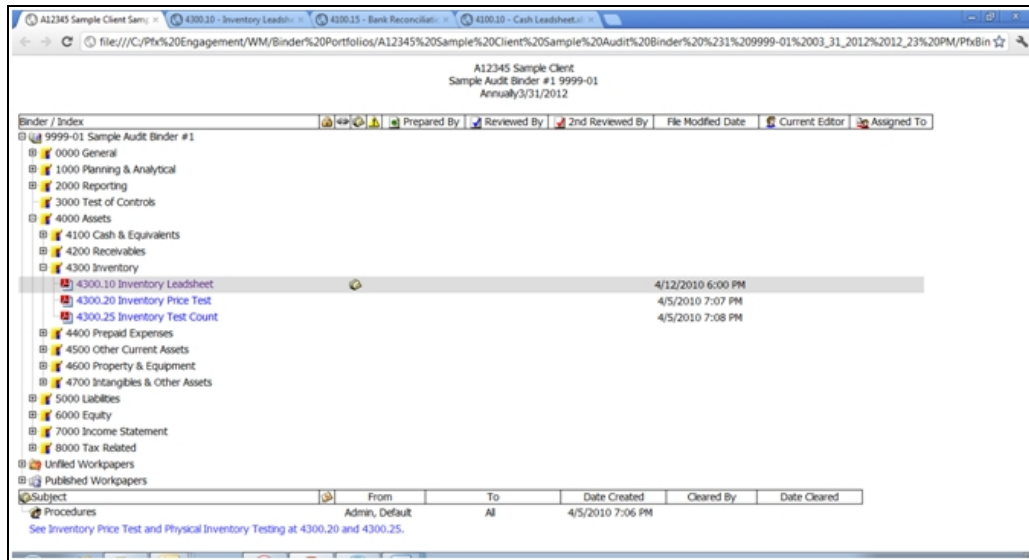 A12345 Sample Client Samp
4300.10 - Inventory Leadshe
4100.15 - Bank Reconciliatic
4100.10 - Cash Leadsheet.xl
file:///C:/Pfx%20Engagement/WM/Binder%20Portfolios/A12345%20Sample%20Client%20Sample%20Audit%20Binder%20%231%209999-01%2003_31_2012%2012_23%20PM/PfxBin
A12345 Sample Client
Sample Audit Binder #1 9999-01
Annually3/31/2012
Binder / Index Prepared By Reviewed By 2nd Reviewed By File Modified Date Current Editor Assigned To
9999-01 Sample Audit Binder #1
0000 General
1000 Planning & Analytical
2000 Reporting
3000 Test of Controls
4000 Assets
4100 Cash & Equivalents
4200 Receivables
4300 Inventory
4300.10 Inventory Leadsheet 4/12/2010 6:00 PM
4300.20 Inventory Price Test 4/5/2010 7:07 PM
4300.25 Inventory Test Count 4/5/2010 7:08 PM
4400 Prepaid Expenses
4500 Other Current Assets
4600 Property & Equipment
4700 Intangibles & Other Assets
5000 Liabilities
6000 Equity
7000 Income Statement
8000 Tax Related
Unfiled Workpapers
Published Workpapers
Subject From To Date Created Cleared By Date Cleared
Procedures Admin, Default All 4/5/2010 7:06 PM
See Inventory Price Test and Physical Inventory Testing at 4300.20 and 4300.25.